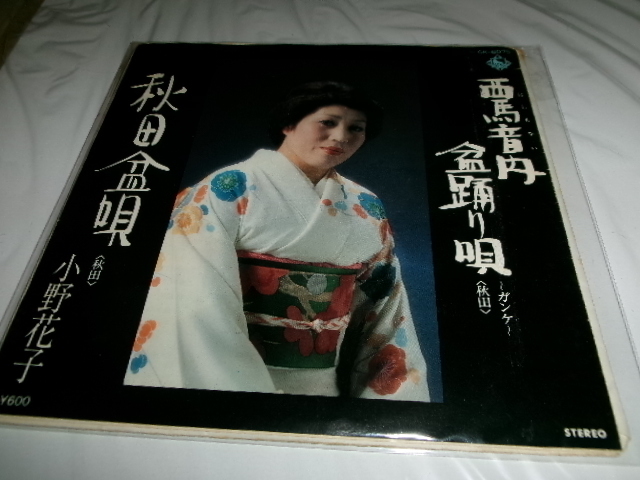 西馬音内
盆踊り唄
～ガンケ～
〈秋田〉
秋田盆唄
〈秋田〉
小野花子
¥600
STEREO